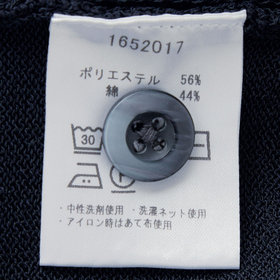 1652017
ポリエステル 56%
綿 44%
30
・中性洗剤使用 ・洗濯ネット使用
・アイロン時はあて布使用